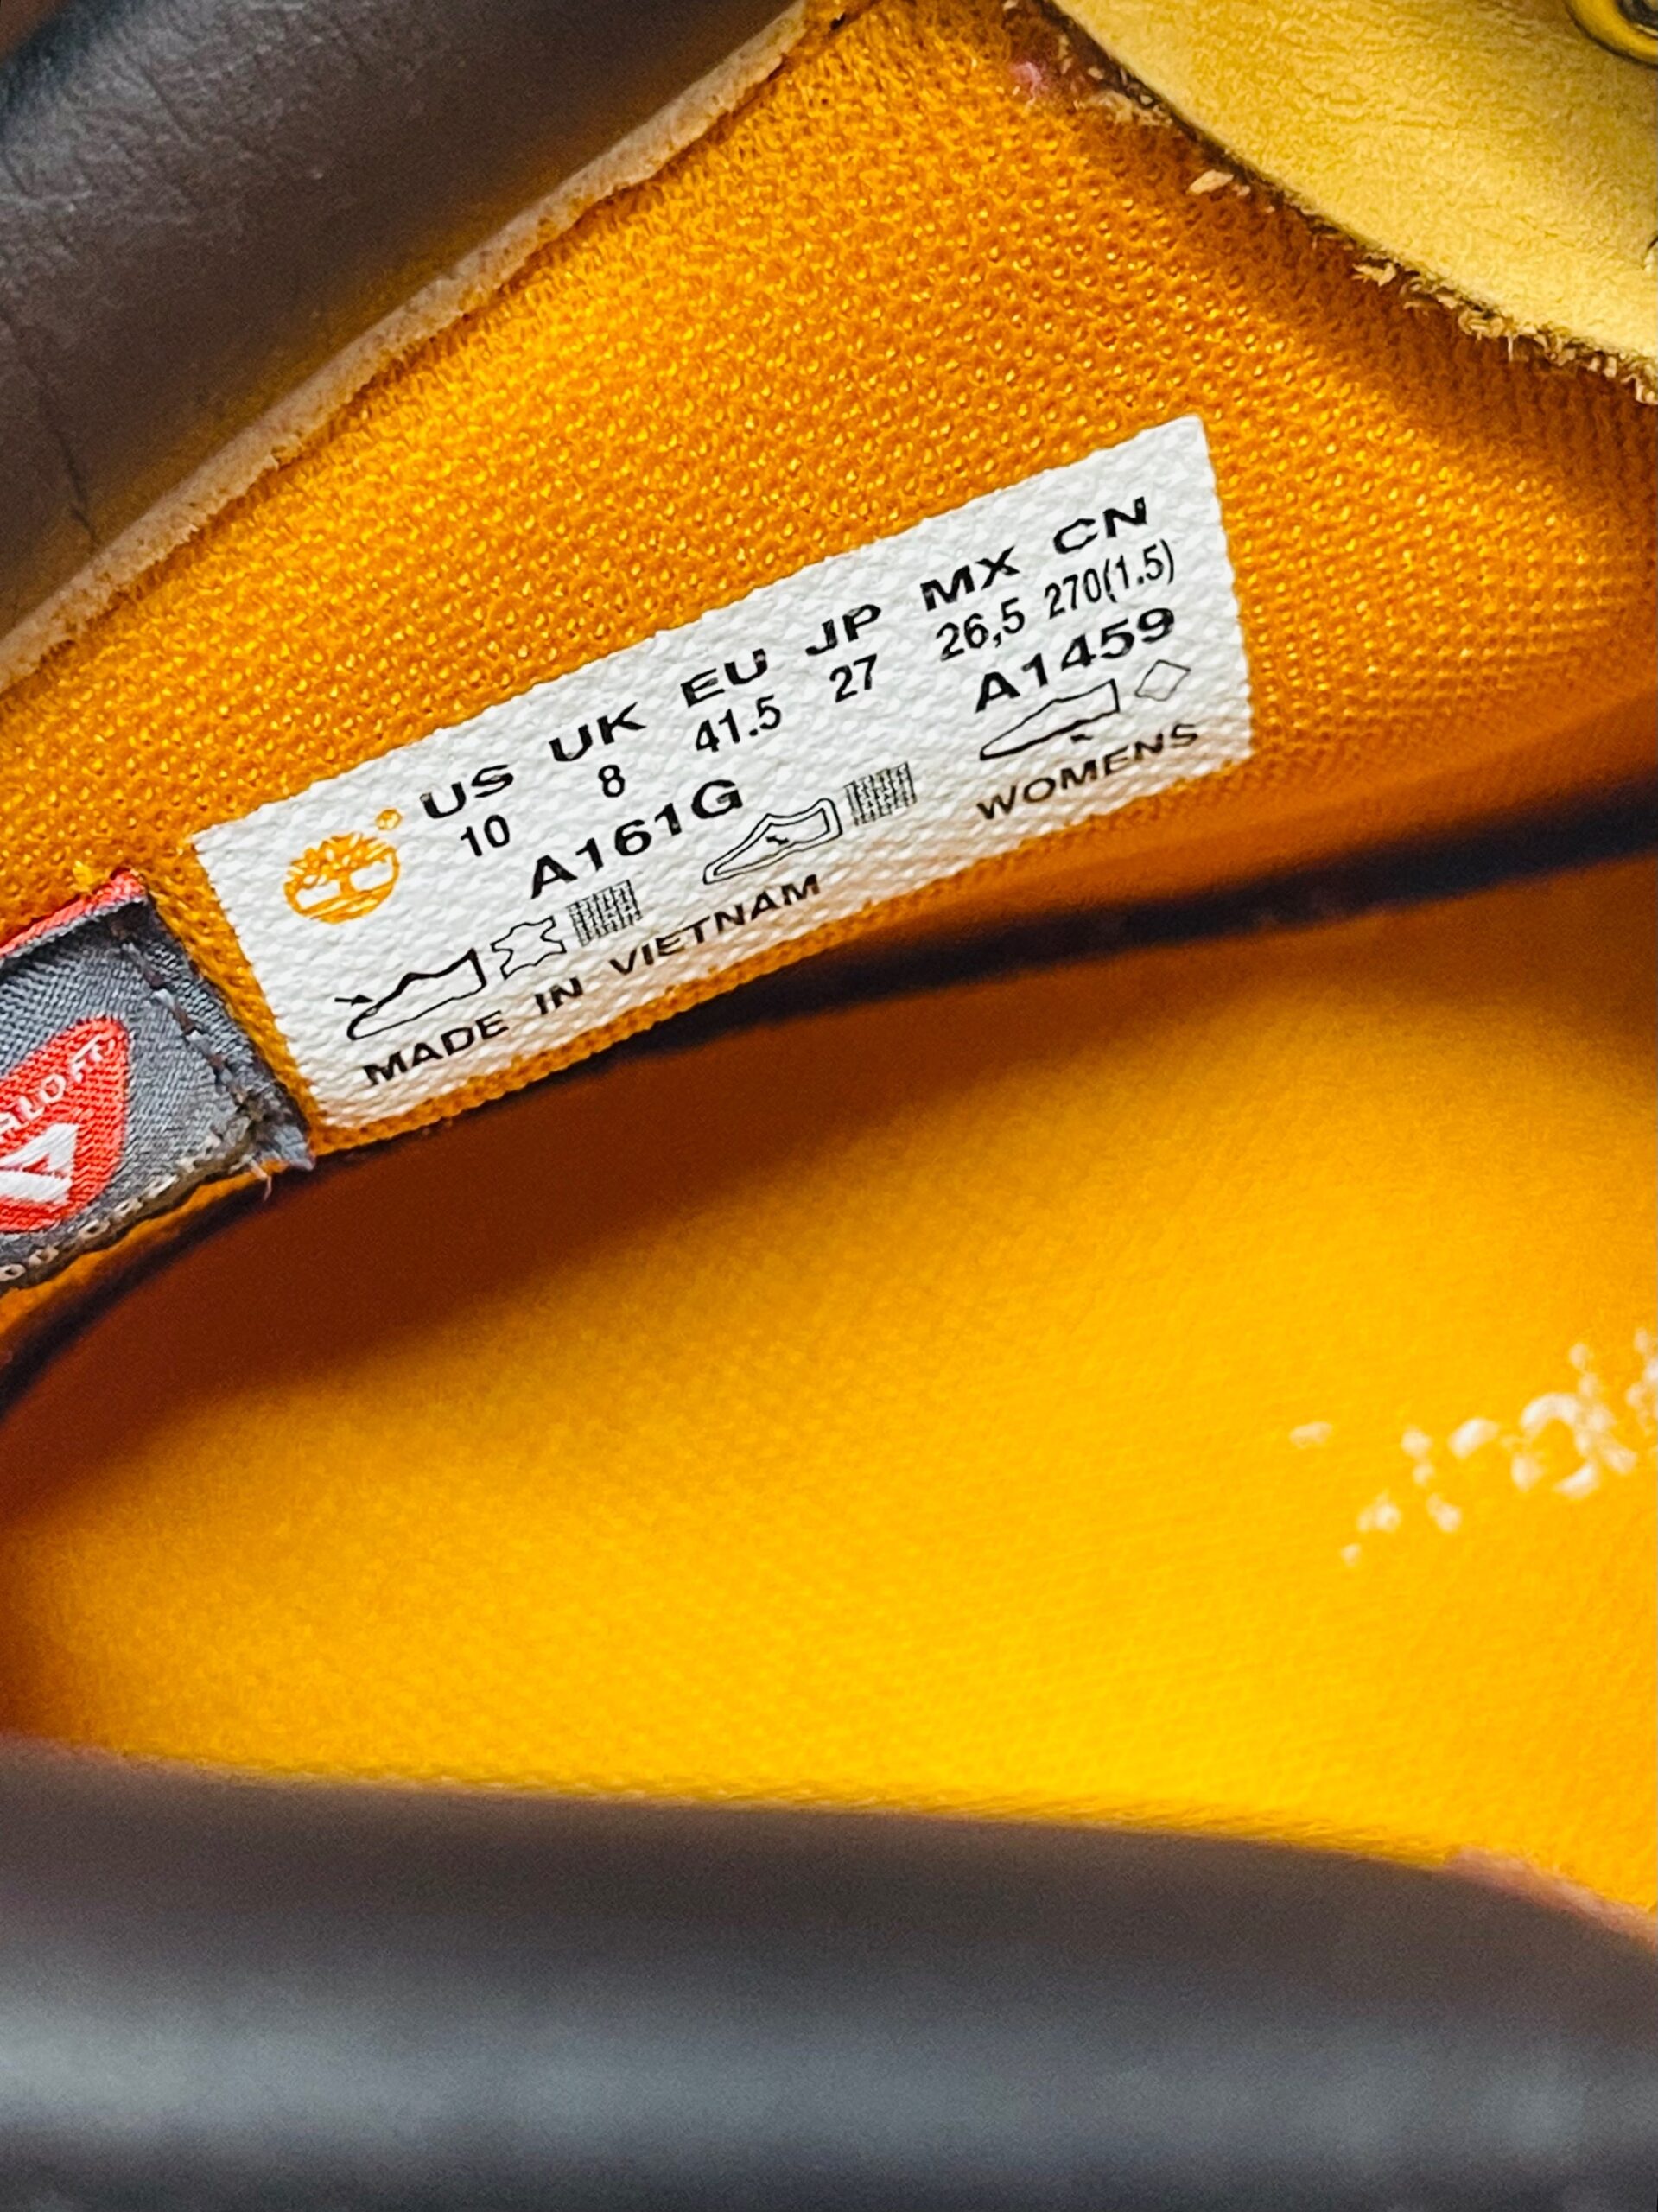 US UK EU JP MX CN
10 8 41.5 27 26,5 270(1.5)
A161G A1459
MADE IN VIETNAM WOMENS